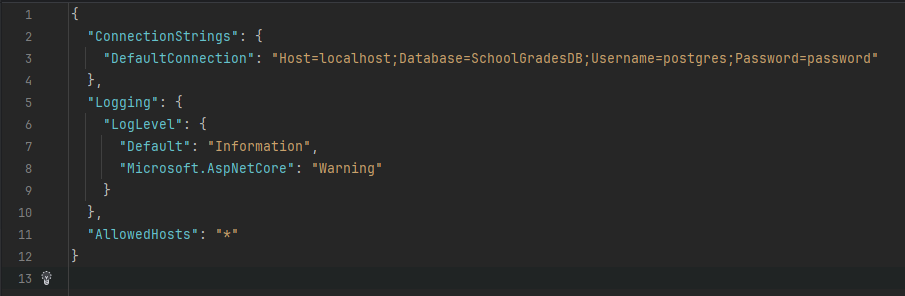 1 {
2   "ConnectionStrings": {
3     "DefaultConnection": "Host=localhost;Database=SchoolGradesDB;Username=postgres;Password=password"
4   },
5   "Logging": {
6     "LogLevel": {
7       "Default": "Information",
8       "Microsoft.AspNetCore": "Warning"
9     }
10   },
11   "AllowedHosts": "*"
12 }
13